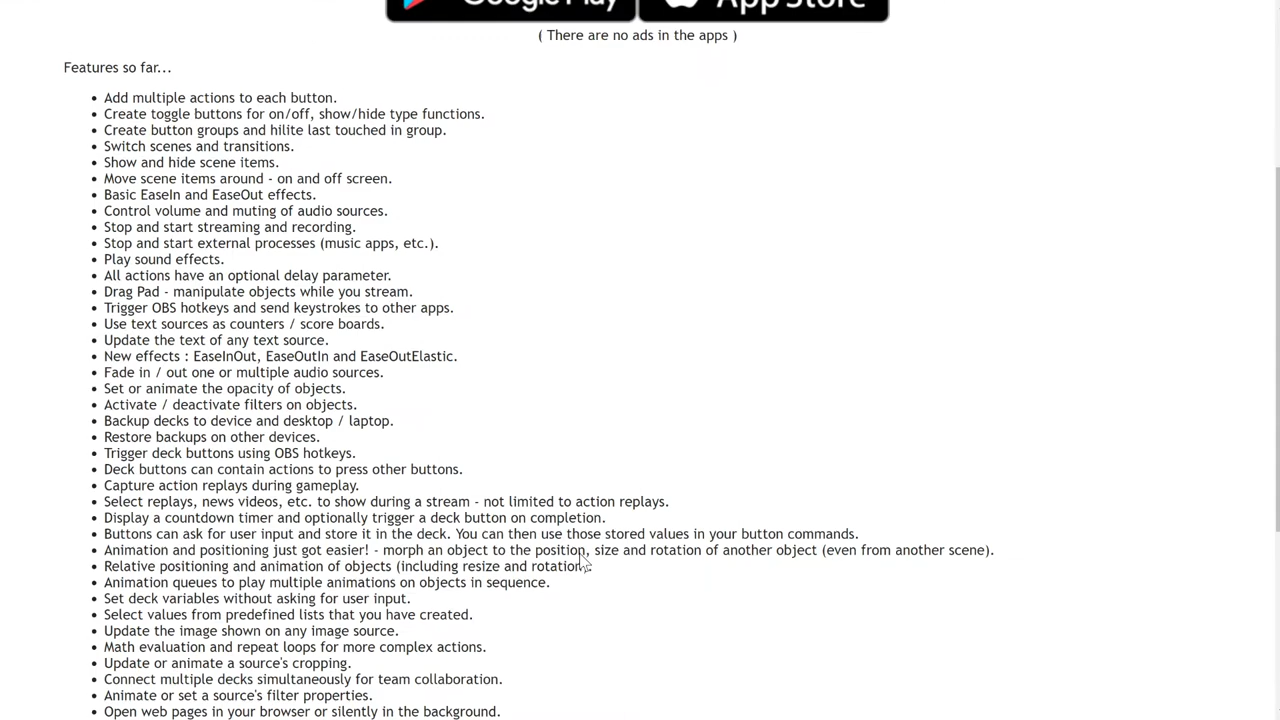 Google Play App Store
( There are no ads in the apps )
Features so far...
• Add multiple actions to each button.
• Create toggle buttons for on/off, show/hide type functions.
• Create button groups and hilite last touched in group.
• Switch scenes and transitions.
• Show and hide scene items.
• Move scene items around - on and off screen.
• Basic EaseIn and EaseOut effects.
• Control volume and muting of audio sources.
• Stop and start streaming and recording.
• Stop and start external processes (music apps, etc.).
• Play sound effects.
• All actions have an optional delay parameter.
• Drag Pad - manipulate objects while you stream.
• Trigger OBS hotkeys and send keystrokes to other apps.
• Use text sources as counters / score boards.
• Update the text of any text source.
• New effects : EaseInOut, EaseOutIn and EaseOutElastic.
• Fade in / out one or multiple audio sources.
• Set or animate the opacity of objects.
• Activate / deactivate filters on objects.
• Backup decks to device and desktop / laptop.
• Restore backups on other devices.
• Trigger deck buttons using OBS hotkeys.
• Deck buttons can contain actions to press other buttons.
• Capture action replays during gameplay.
• Select replays, news videos, etc. to show during a stream - not limited to action replays.
• Display a countdown timer and optionally trigger a deck button on completion.
• Buttons can ask for user input and store it in the deck. You can then use those stored values in your button commands.
• Animation and positioning just got easier! - morph an object to the position, size and rotation of another object (even from another scene).
• Relative positioning and animation of objects (including resize and rotation).
• Animation queues to play multiple animations on objects in sequence.
• Set deck variables without asking for user input.
• Select values from predefined lists that you have created.
• Update the image shown on any image source.
• Math evaluation and repeat loops for more complex actions.
• Update or animate a source's cropping.
• Connect multiple decks simultaneously for team collaboration.
• Animate or set a source's filter properties.
• Open web pages in your browser or silently in the background.